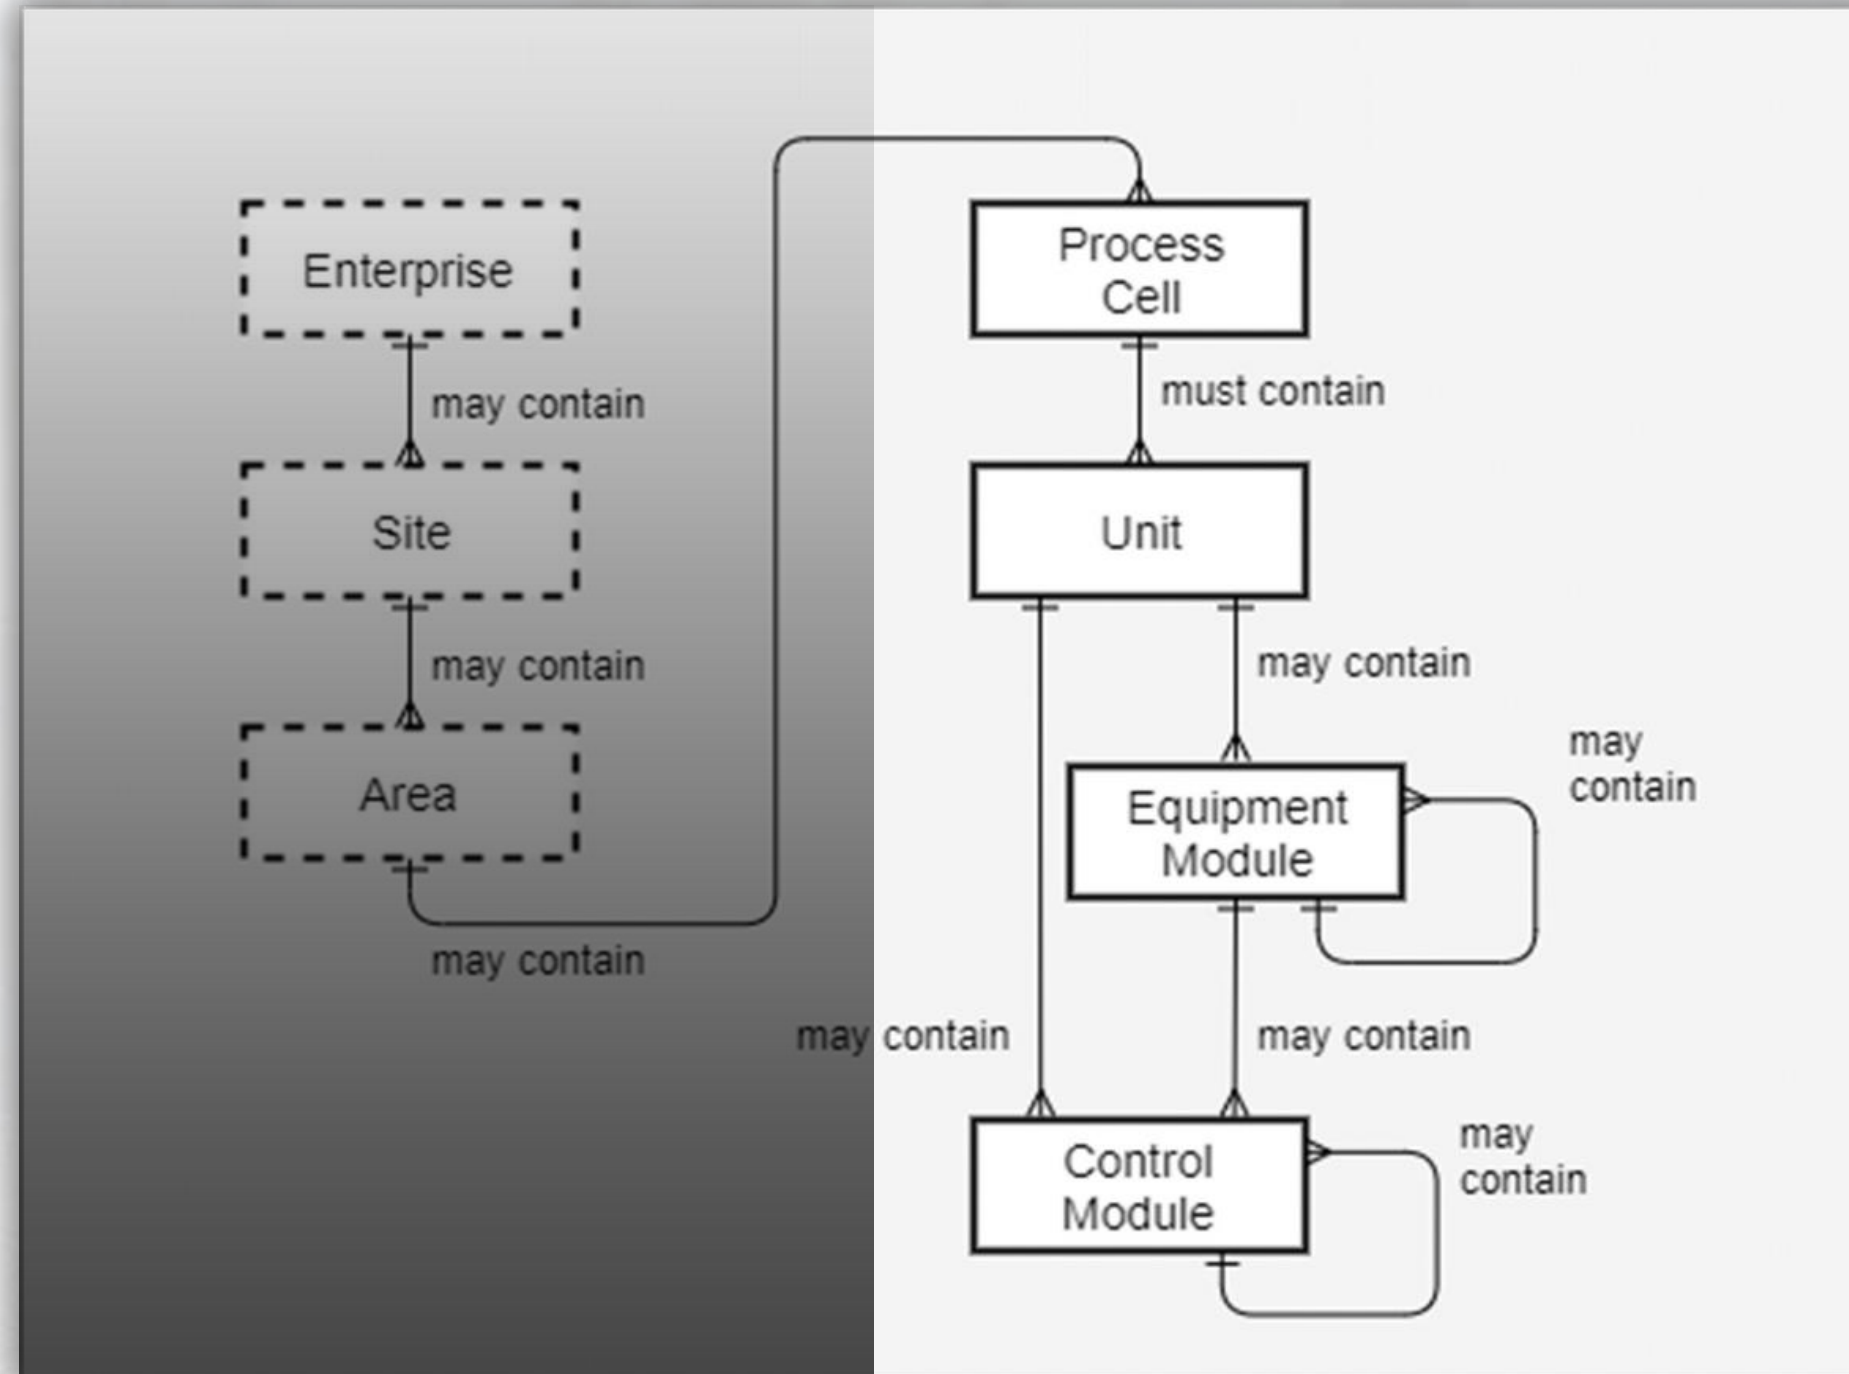 Enterprise
may contain
Site
may contain
Area
may contain
Process
Cell
must contain
Unit
may contain
may
contain
Equipment
Module
may contain
may contain
Control
Module
may
contain